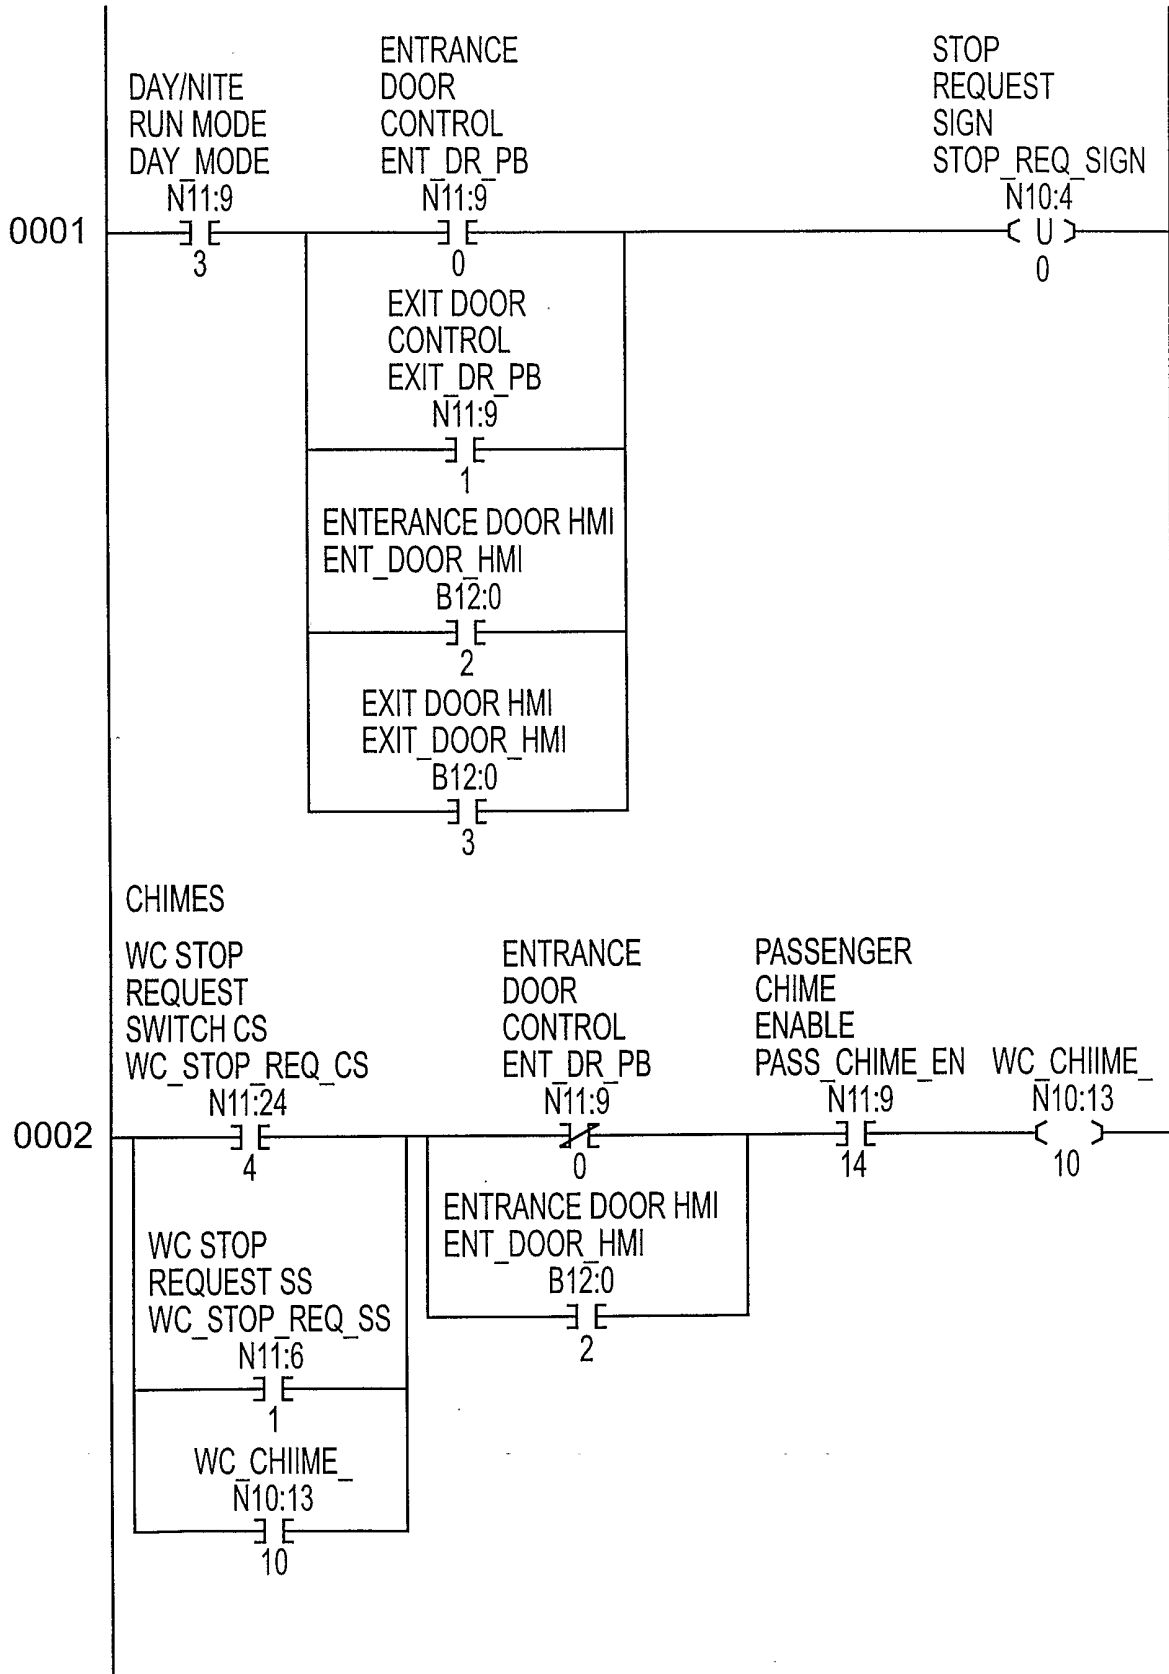 DAY/NITE
RUN MODE
DAY_MODE
N11:9
3
ENTRANCE
DOOR
CONTROL
ENT_DR_PB
N11:9
0
STOP
REQUEST
SIGN
STOP_REQ_SIGN
N10:4
U
0
0001
EXIT DOOR
CONTROL
EXIT_DR_PB
N11:9
1
ENTERANCE DOOR HMI
ENT_DOOR_HMI
B12:0
2
EXIT DOOR HMI
EXIT_DOOR_HMI
B12:0
3
CHIMES
WC STOP
REQUEST
SWITCH CS
WC_STOP_REQ_CS
N11:24
4
ENTRANCE
DOOR
CONTROL
ENT_DR_PB
N11:9
0
PASSENGER
CHIME
ENABLE
PASS_CHIME_EN
N11:9
14
WC_CHIIME_
N10:13
10
0002
ENTRANCE DOOR HMI
ENT_DOOR_HMI
B12:0
2
WC STOP
REQUEST SS
WC_STOP_REQ_SS
N11:6
1
WC_CHIIME_
N10:13
10